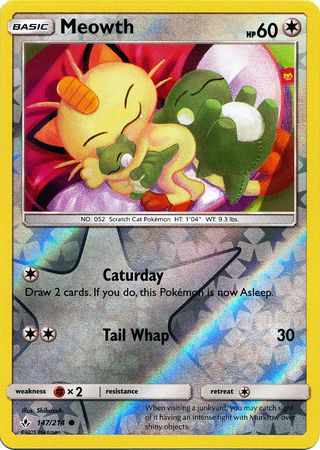 BASIC Meowth HP 60
NO. 052 Scratch Cat Pokémon HT: 1'04" WT: 9.3 lbs.
Caturday
Draw 2 cards. If you do, this Pokémon is now Asleep.
Tail Whap 30
weakness × 2 resistance retreat
Illus. Shibuzoh.
147/214
When visiting a junkyard, you may catch sight
of it having an intense fight with Murkrow over
shiny objects.